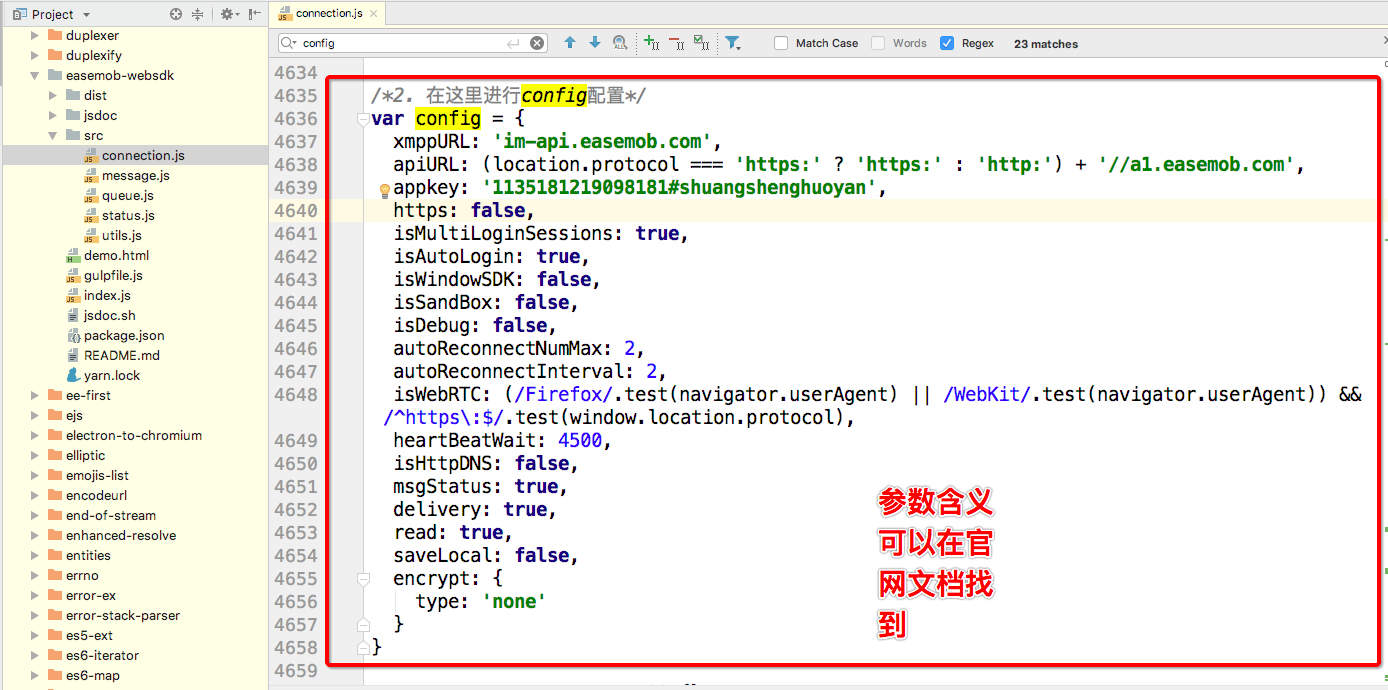 Project
connection.js
config
Match Case
Words
Regex
23 matches
duplexer
duplexify
easemob-websdk
dist
jsdoc
src
connection.js
message.js
queue.js
status.js
utils.js
demo.html
gulpfile.js
index.js
jsdoc.sh
package.json
README.md
yarn.lock
ee-first
ejs
electron-to-chromium
elliptic
emojis-list
encodeurl
end-of-stream
enhanced-resolve
entities
errno
error-ex
error-stack-parser
es5-ext
es6-iterator
es6-map
4634
4635 /*2. 在这里进行config配置*/
4636 var config = {
4637 xmppURL: 'im-api.easemob.com',
4638 apiURL: (location.protocol === 'https:' ? 'https:' : 'http:') + '//a1.easemob.com',
4639 appkey: '1135181219098181#shuangshenghuoyan',
4640 https: false,
4641 isMultiLoginSessions: true,
4642 isAutoLogin: true,
4643 isWindowSDK: false,
4644 isSandBox: false,
4645 isDebug: false,
4646 autoReconnectNumMax: 2,
4647 autoReconnectInterval: 2,
4648 isWebRTC: (/Firefox/.test(navigator.userAgent) || /WebKit/.test(navigator.userAgent)) &&
/^https\:$/.test(window.location.protocol),
4649 heartBeatWait: 4500,
4650 isHttpDNS: false,
4651 msgStatus: true,
4652 delivery: true,
4653 read: true,
4654 saveLocal: false,
4655 encrypt: {
4656 type: 'none'
4657 }
4658 }
4659
参数含义
可以在官
网文档找
到